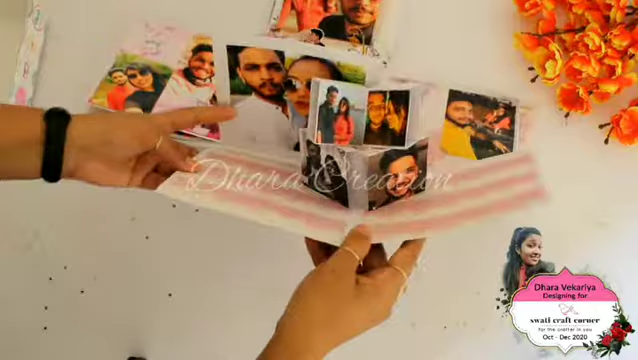 Dhara Creation
Dhara Vekariya
Designing for
swati craft corner
for the crafter in you
Oct - Dec 2020